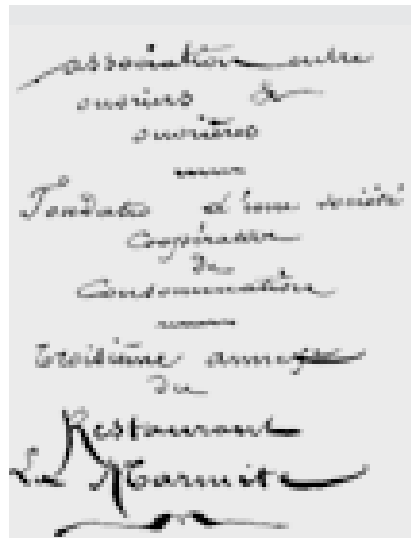 association entre
ouvriers &
ouvrières
Fondation d'une société
Coopérative
de
Consommation
troisième année
du
Restaurant
La Marmite